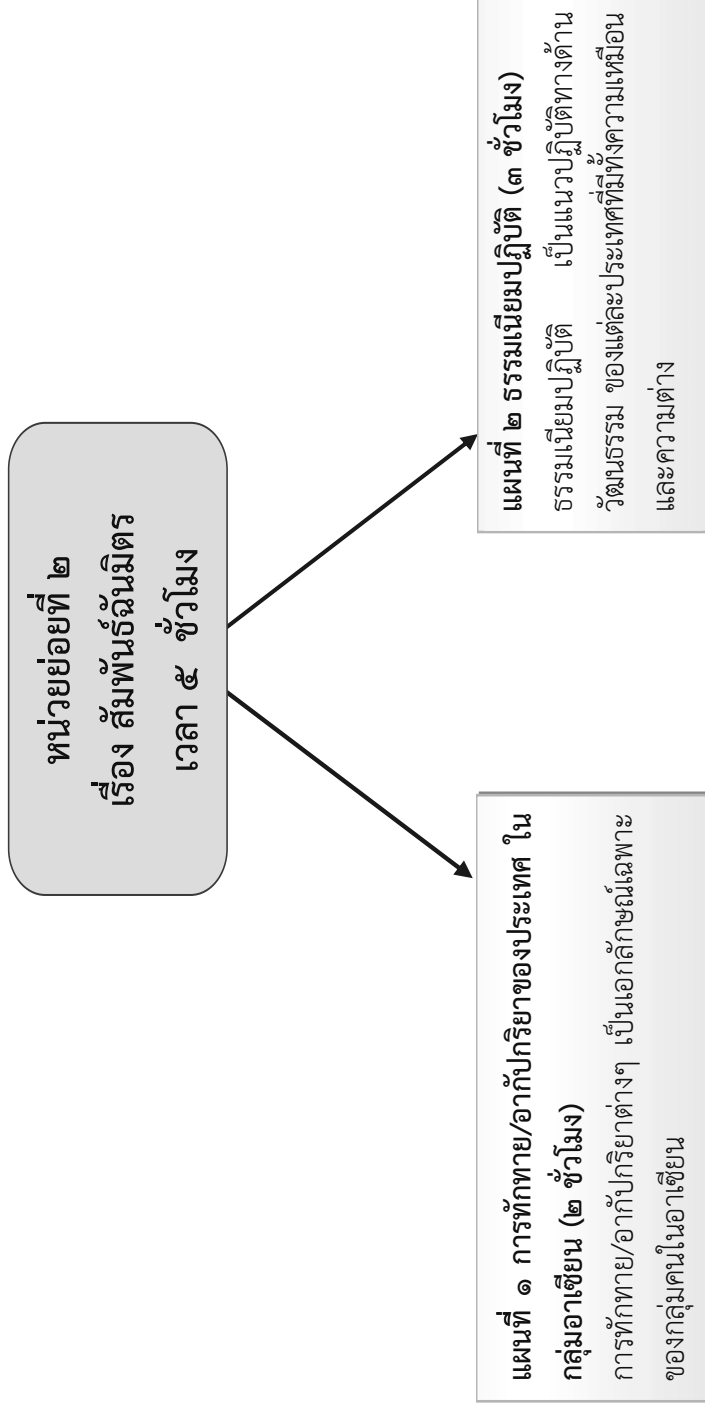 หน่วยย่อยที่ ๒
เรื่อง สัมพันธ์ฉันมิตร
เวลา ๕ ชั่วโมง
แผนที่ ๑ การทักทาย/อากัปกริยาของประเทศ ใน
กลุ่มอาเซียน (๒ ชั่วโมง)
การทักทาย/อากัปกริยาต่างๆ เป็นเอกลักษณ์เฉพาะ
ของกลุ่มคนในอาเซียน
แผนที่ ๒ ธรรมเนียมปฏิบัติ (๓ ชั่วโมง)
ธรรมเนียมปฏิบัติ เป็นแนวปฏิบัติทางด้าน
วัฒนธรรม ของแต่ละประเทศที่มีทั้งความเหมือน
และความต่าง